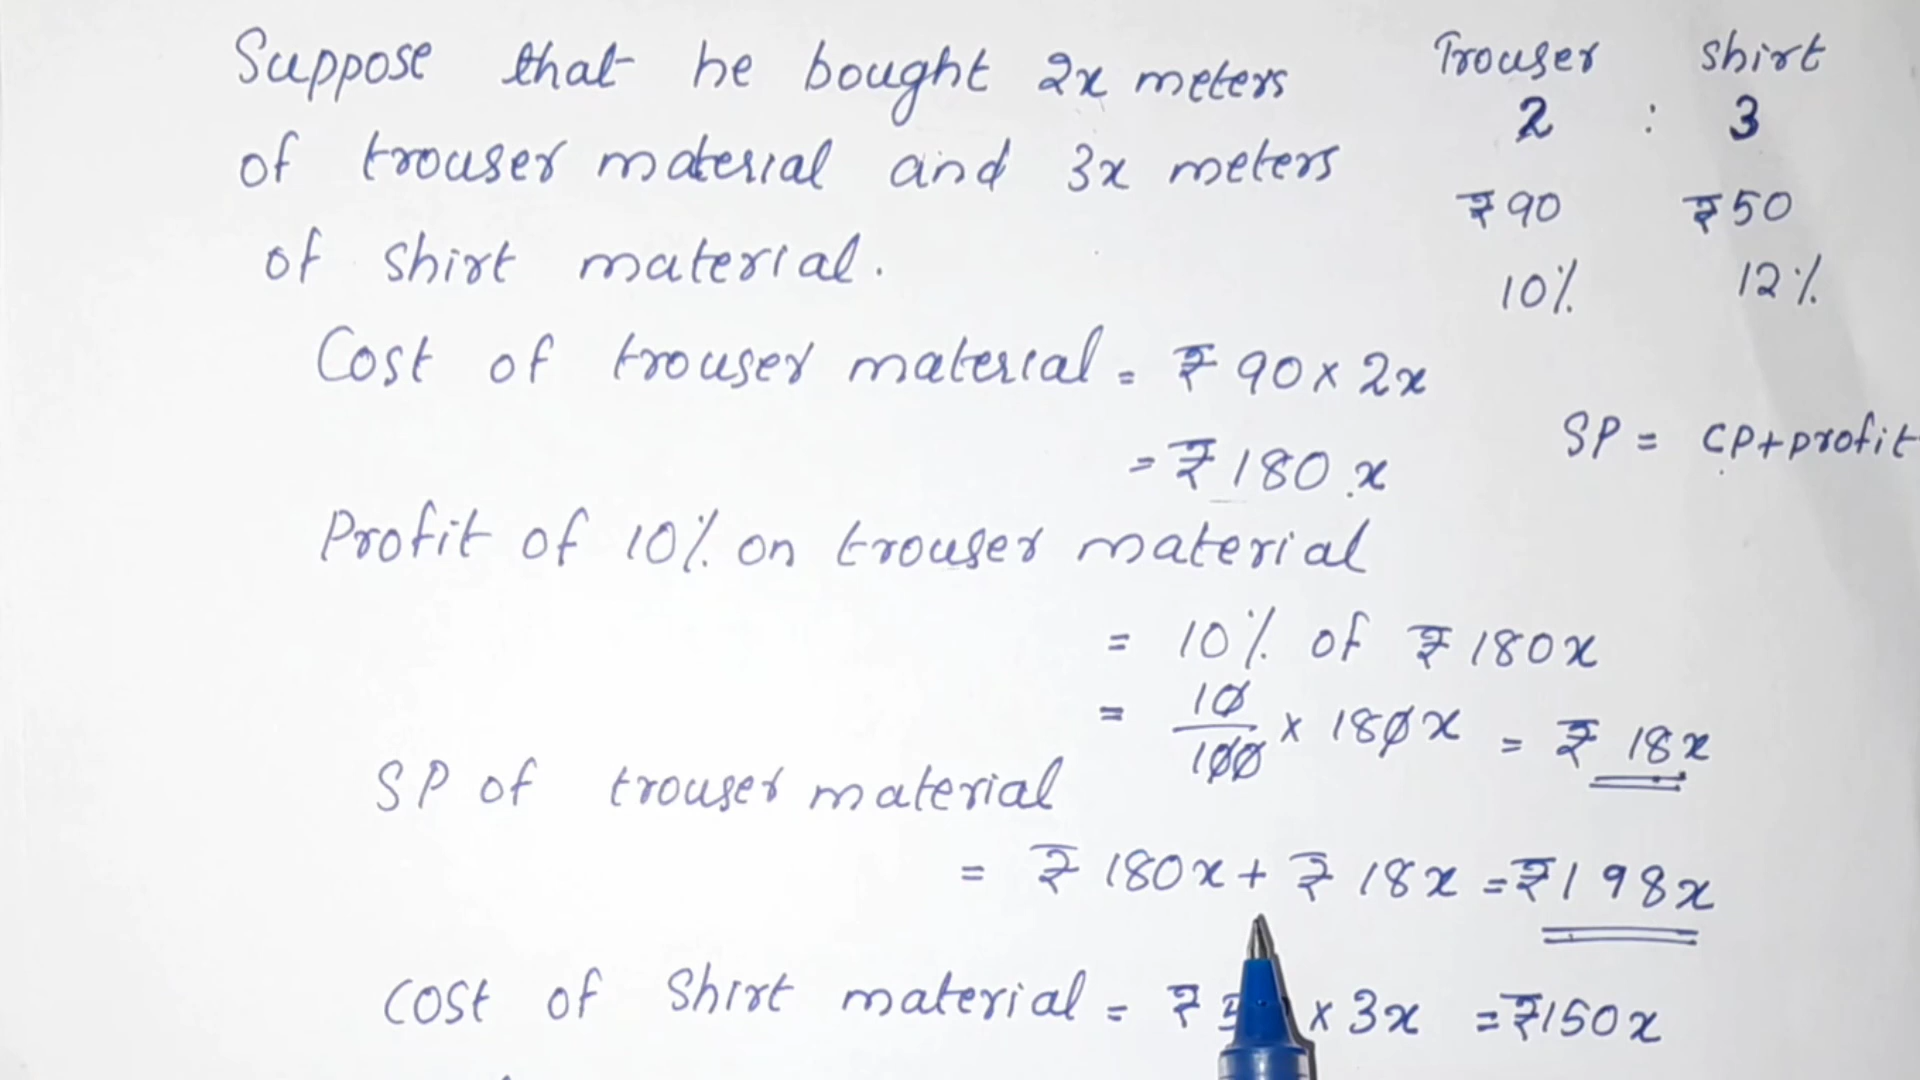 Suppose that he bought 2x meters
of trouser material and 3x meters
of shirt material.
Trouser shirt
2 : 3
₹90 ₹50
10% 12%
Cost of trouser material = ₹ 90 × 2x
= ₹ 180 x
SP = CP + profit
Profit of 10% on trouser material
= 10% of ₹ 180x
= 10/100 × 180x = ₹ 18x
SP of trouser material
= ₹ 180x + ₹ 18x = ₹ 198x
Cost of Shirt material = ₹ 5 × 3x = ₹150x